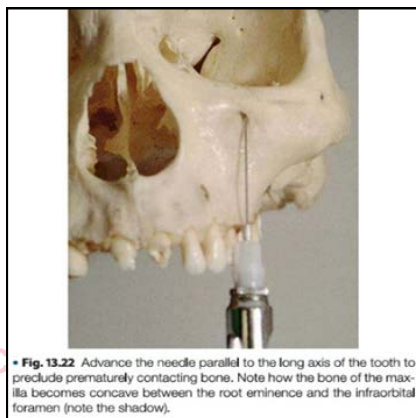 • Fig. 13.22 Advance the needle parallel to the long axis of the tooth to
preclude prematurely contacting bone. Note how the bone of the max-
illa becomes concave between the root eminence and the infraorbital
foramen (note the shadow).